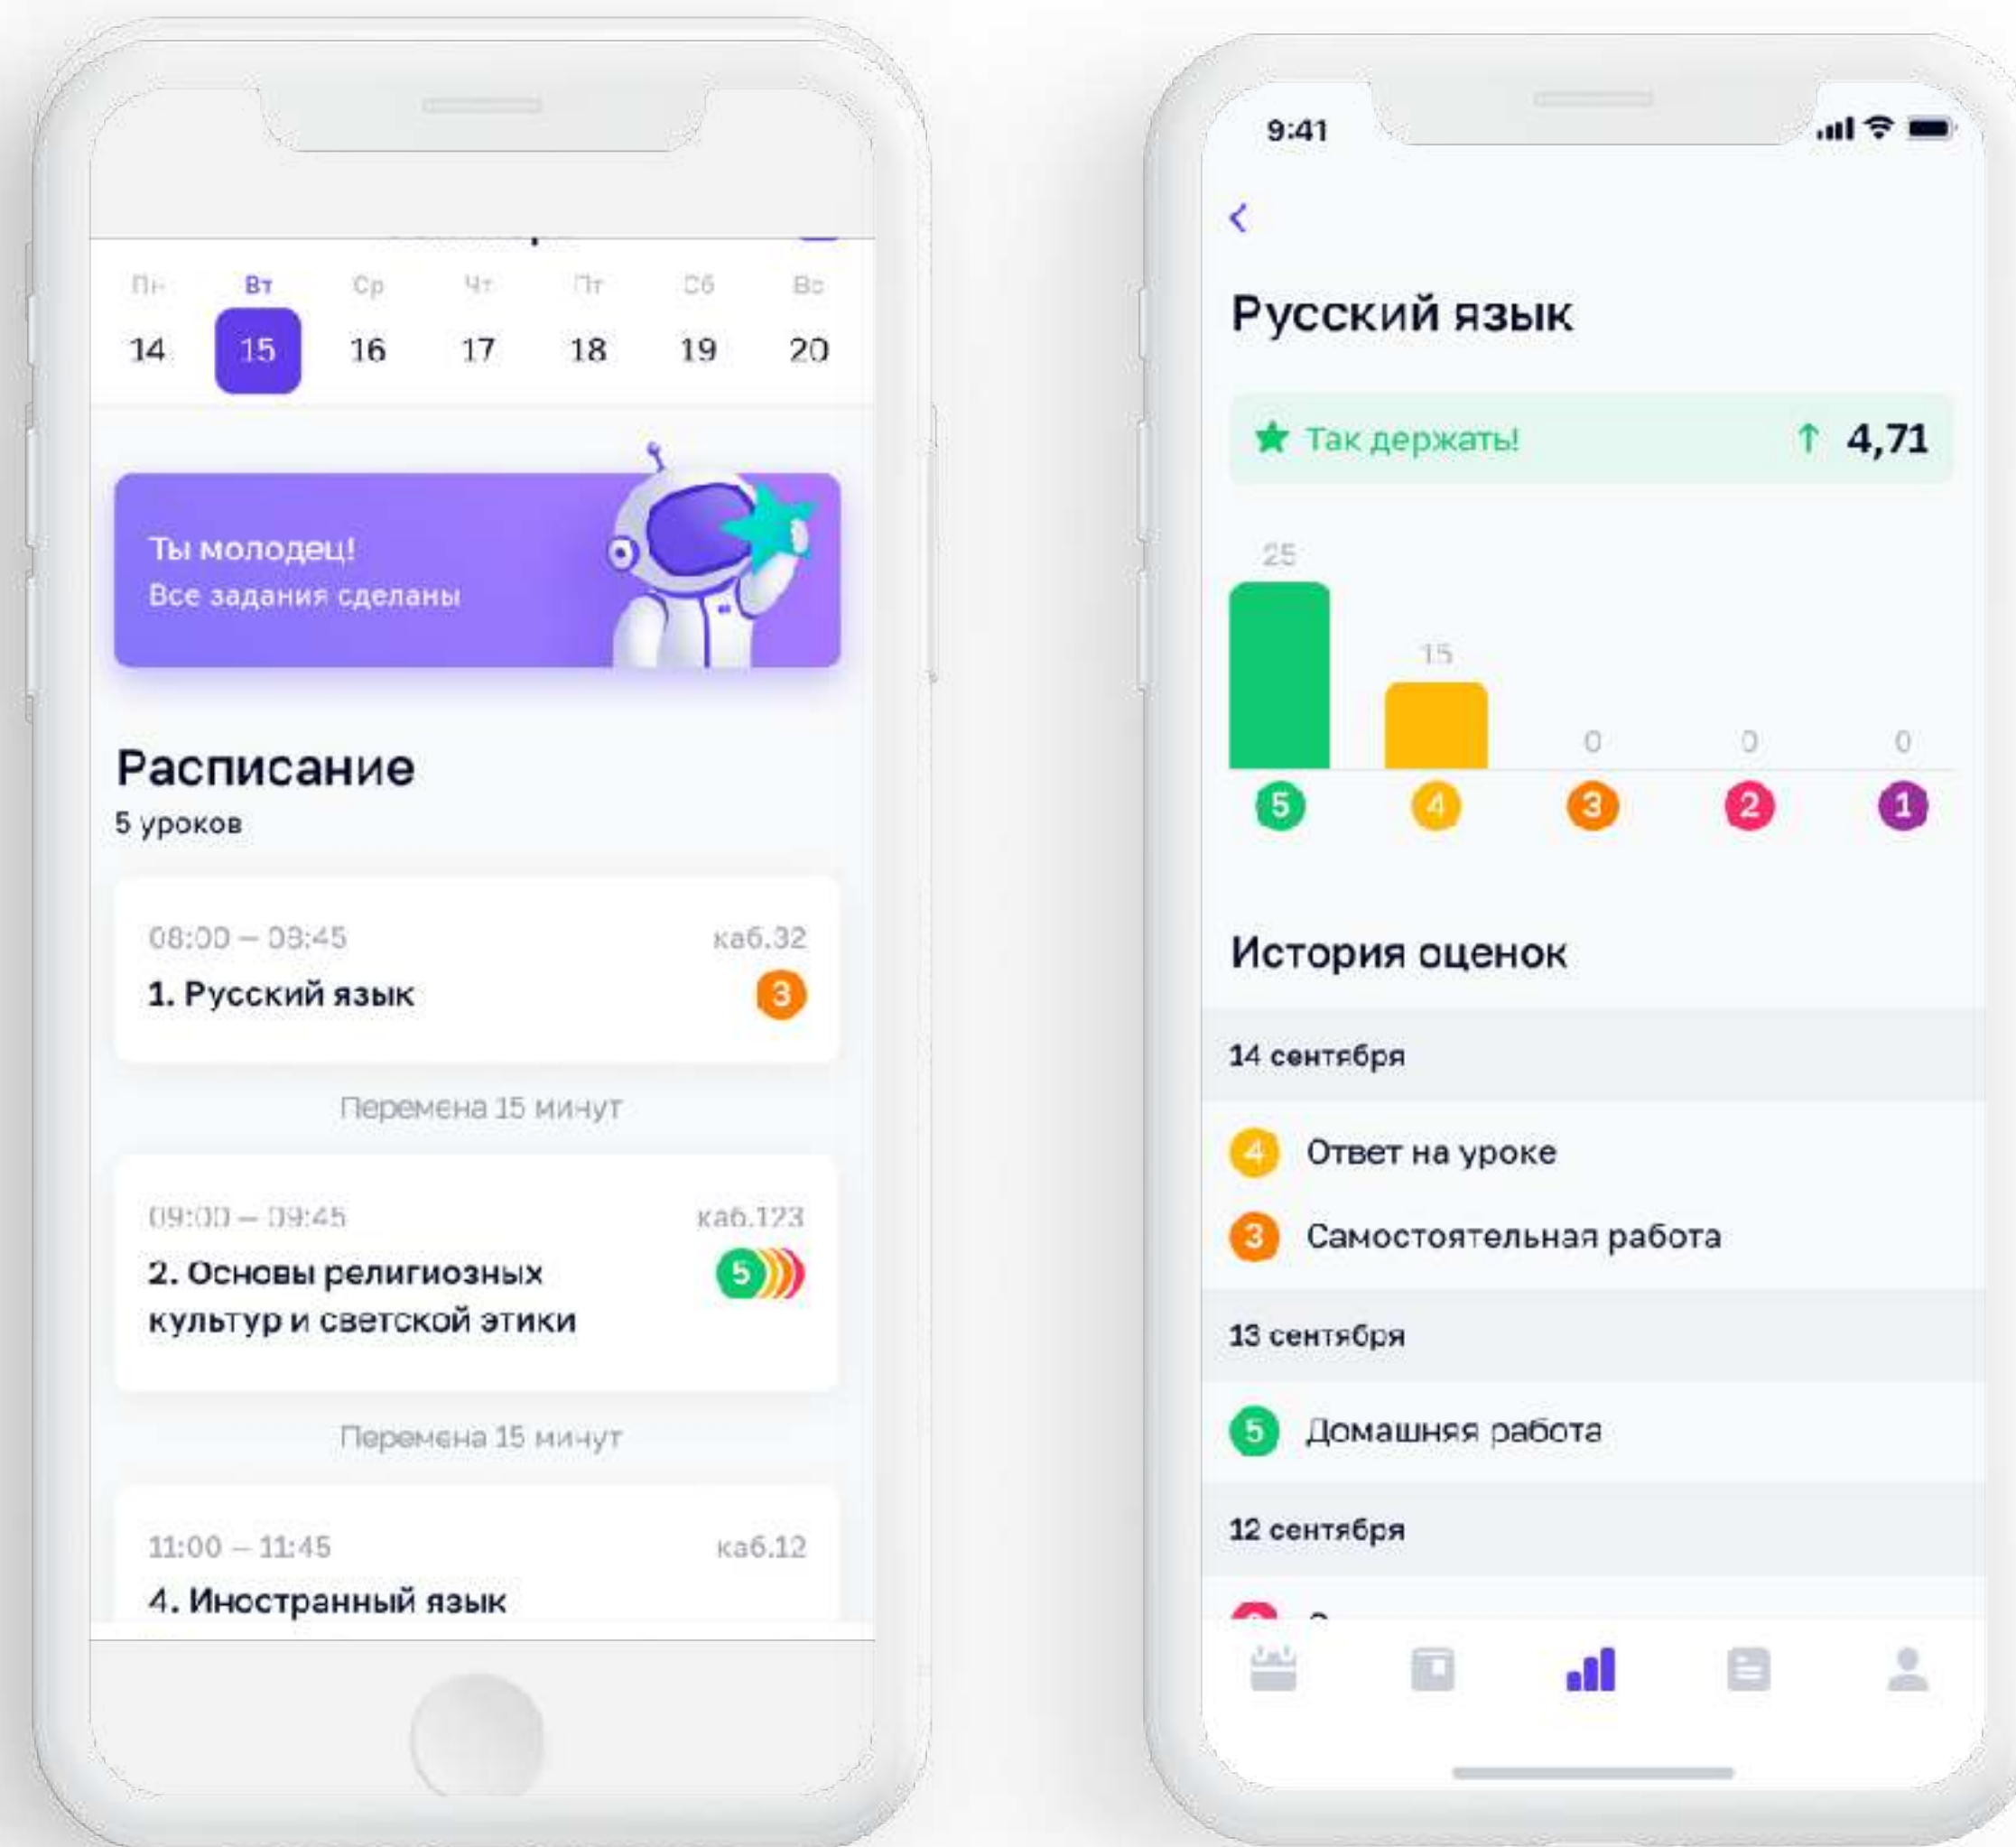 Пн Вт Ср Чт Пт Сб Вс
14 15 16 17 18 19 20
Ты молодец!
Все задания сделаны
Расписание
5 уроков
08:00 – 08:45 каб.32
1. Русский язык 3
Перемена 15 минут
09:00 – 09:45 каб.123
2. Основы религиозных 5
культур и светской этики
Перемена 15 минут
11:00 – 11:45 каб.12
4. Иностранный язык
9:41
Русский язык
Так держать! ↑ 4,71
25
15
0 0 0
5 4 3 2 1
История оценок
14 сентября
4 Ответ на уроке
3 Самостоятельная работа
13 сентября
5 Домашняя работа
12 сентября